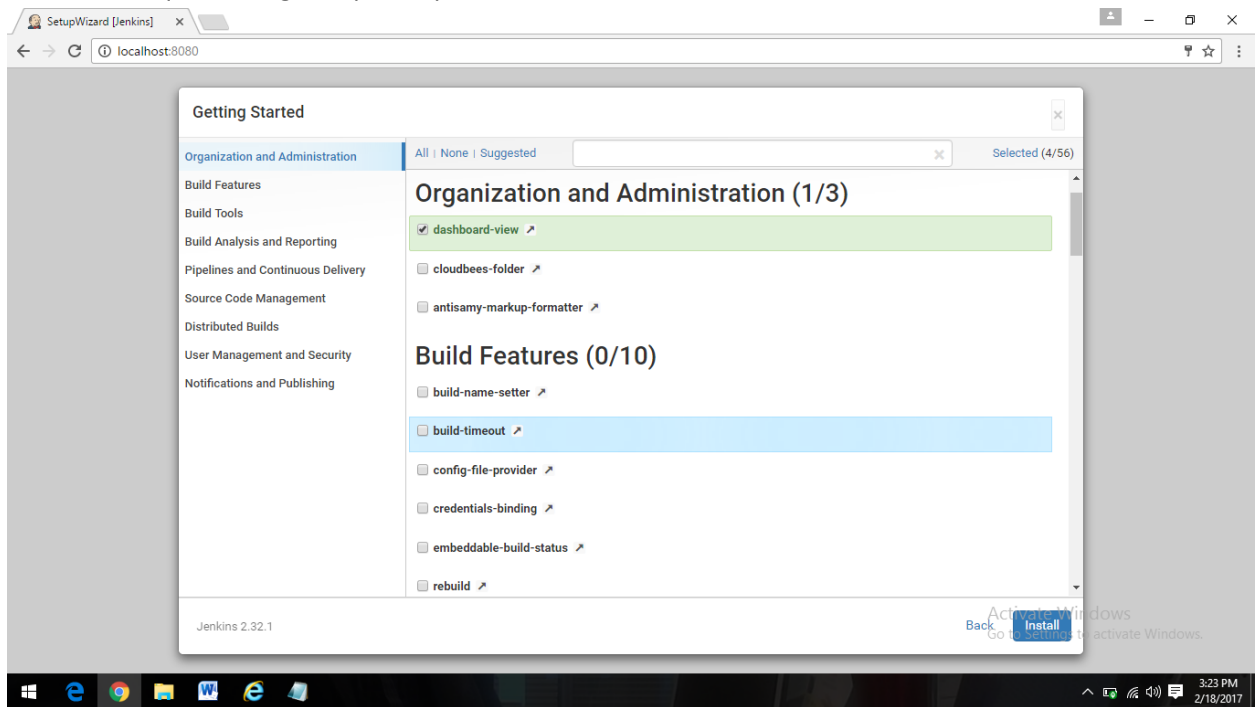 SetupWizard [Jenkins]
localhost:8080
Getting Started
Organization and Administration
Build Features
Build Tools
Build Analysis and Reporting
Pipelines and Continuous Delivery
Source Code Management
Distributed Builds
User Management and Security
Notifications and Publishing
All | None | Suggested
Selected (4/56)
Organization and Administration (1/3)
dashboard-view
cloudbees-folder
antisamy-markup-formatter
Build Features (0/10)
build-name-setter
build-timeout
config-file-provider
credentials-binding
embeddable-build-status
rebuild
Jenkins 2.32.1
Back
Install
Activate Windows
Go to Settings to activate Windows.
3:23 PM
2/18/2017